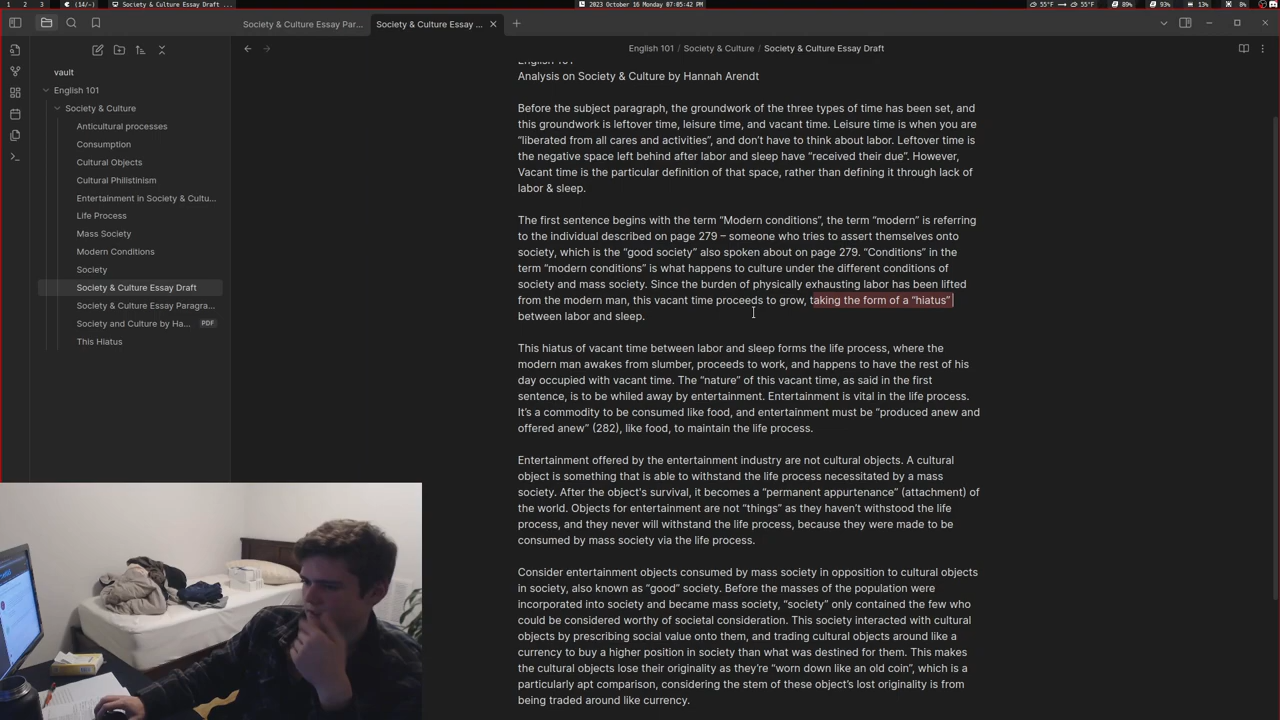 1 2 3 (14/-) Society & Culture Essay Draft ... 2023 October 16 Monday 07:05:42 PM 55°F 55°F 89% 93% 13% 8%
Society & Culture Essay Par...
Society & Culture Essay ...
English 101 / Society & Culture / Society & Culture Essay Draft
vault
English 101
Society & Culture
Anticultural processes
Consumption
Cultural Objects
Cultural Philistinism
Entertainment in Society & Cultu...
Life Process
Mass Society
Modern Conditions
Society
Society & Culture Essay Draft
Society & Culture Essay Paragra...
Society and Culture by Ha... PDF
This Hiatus
English 101
Analysis on Society & Culture by Hannah Arendt
Before the subject paragraph, the groundwork of the three types of time has been set, and
this groundwork is leftover time, leisure time, and vacant time. Leisure time is when you are
“liberated from all cares and activities”, and don’t have to think about labor. Leftover time is
the negative space left behind after labor and sleep have “received their due”. However,
Vacant time is the particular definition of that space, rather than defining it through lack of
labor & sleep.
The first sentence begins with the term “Modern conditions”, the term “modern” is referring
to the individual described on page 279 – someone who tries to assert themselves onto
society, which is the “good society” also spoken about on page 279. “Conditions” in the
term “modern conditions” is what happens to culture under the different conditions of
society and mass society. Since the burden of physically exhausting labor has been lifted
from the modern man, this vacant time proceeds to grow, taking the form of a “hiatus”
between labor and sleep.
This hiatus of vacant time between labor and sleep forms the life process, where the
modern man awakes from slumber, proceeds to work, and happens to have the rest of his
day occupied with vacant time. The “nature” of this vacant time, as said in the first
sentence, is to be whiled away by entertainment. Entertainment is vital in the life process.
It’s a commodity to be consumed like food, and entertainment must be “produced anew and
offered anew” (282), like food, to maintain the life process.
Entertainment offered by the entertainment industry are not cultural objects. A cultural
object is something that is able to withstand the life process necessitated by a mass
society. After the object's survival, it becomes a “permanent appurtenance” (attachment) of
the world. Objects for entertainment are not “things” as they haven’t withstood the life
process, and they never will withstand the life process, because they were made to be
consumed by mass society via the life process.
Consider entertainment objects consumed by mass society in opposition to cultural objects
in society, also known as “good” society. Before the masses of the population were
incorporated into society and became mass society, “society” only contained the few who
could be considered worthy of societal consideration. This society interacted with cultural
objects by prescribing social value onto them, and trading cultural objects around like a
currency to buy a higher position in society than what was destined for them. This makes
the cultural objects lose their originality as they’re “worn down like an old coin”, which is a
particularly apt comparison, considering the stem of these object’s lost originality is from
being traded around like currency.